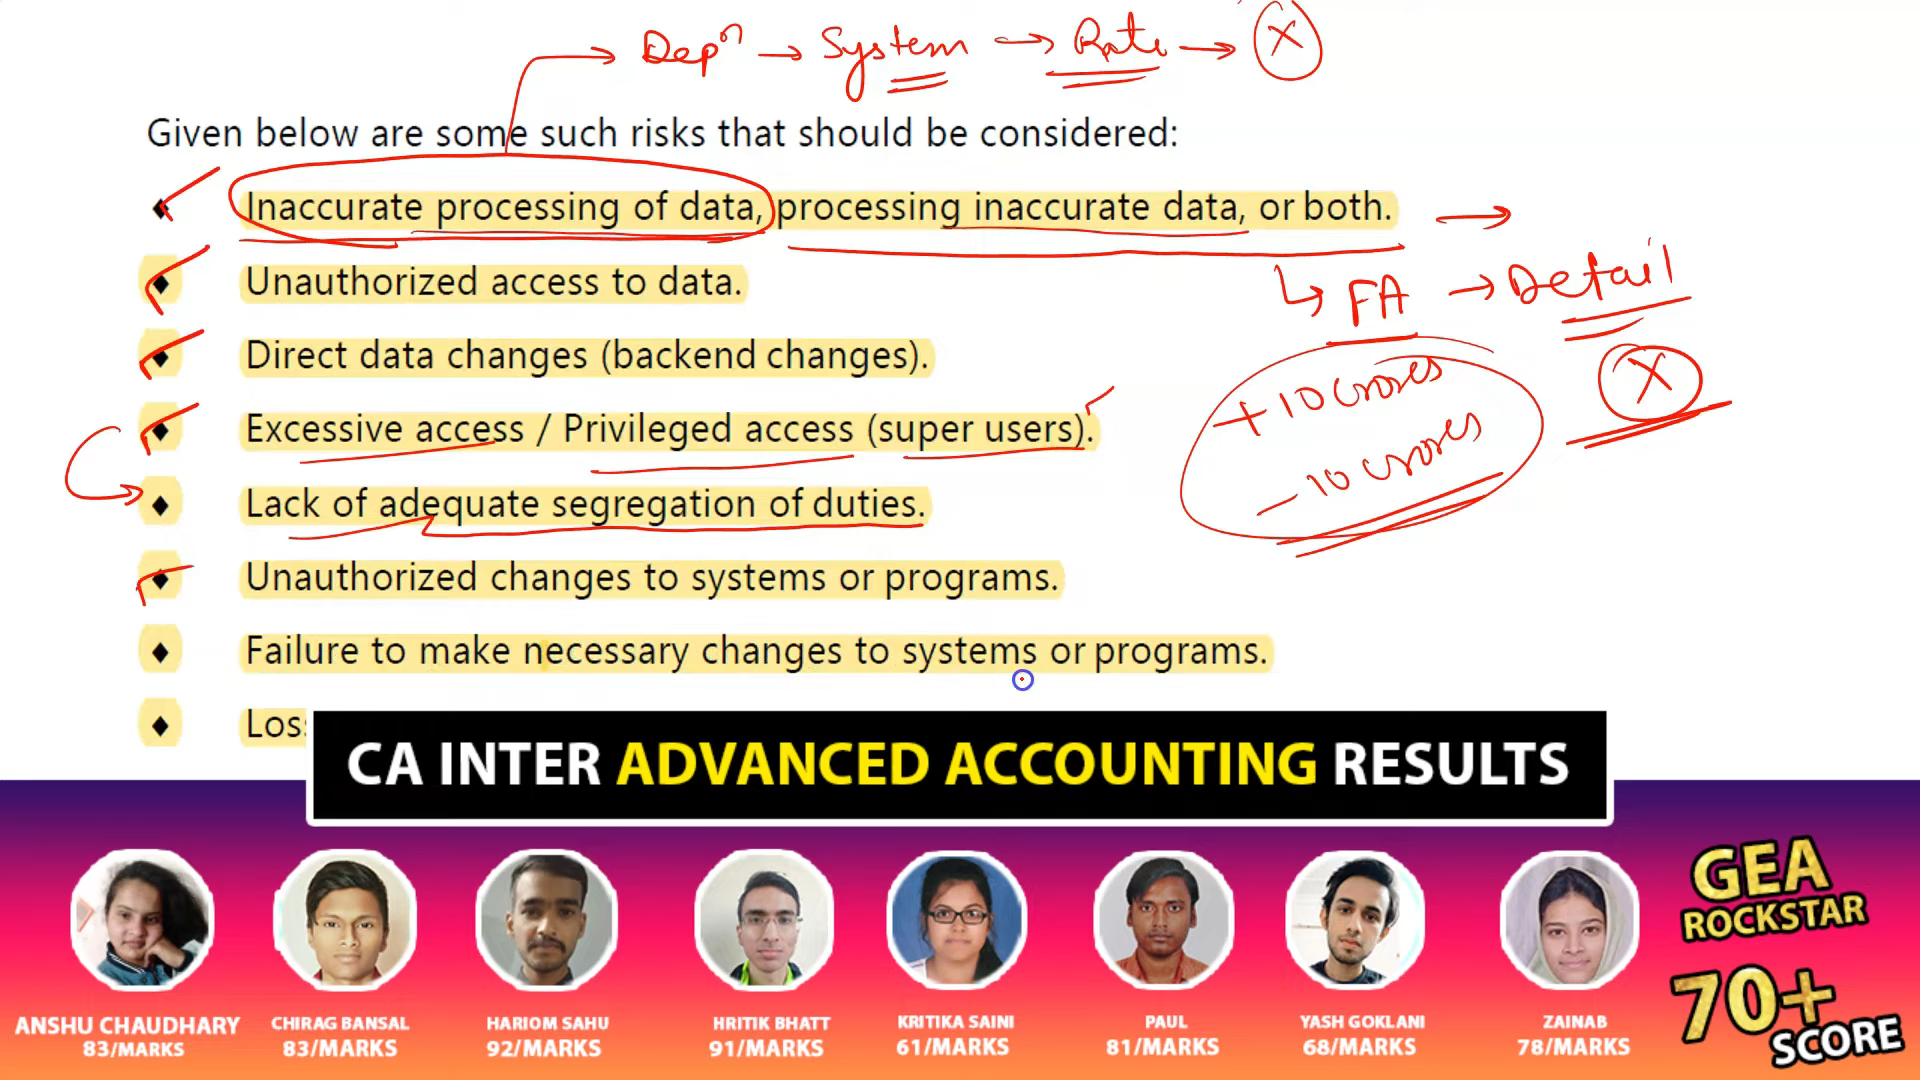 Depⁿ → System → Rate → X
Given below are some such risks that should be considered:
♦ Inaccurate processing of data, processing inaccurate data, or both. →
♦ Unauthorized access to data.
↳ FA → Detail
X
♦ Direct data changes (backend changes).
+10 crores
♦ Excessive access / Privileged access (super users).
-10 crores
♦ Lack of adequate segregation of duties.
♦ Unauthorized changes to systems or programs.
♦ Failure to make necessary changes to systems or programs.
♦ Los
CA INTER ADVANCED ACCOUNTING RESULTS
ANSHU CHAUDHARY
83/MARKS
CHIRAG BANSAL
83/MARKS
HARIOM SAHU
92/MARKS
HRITIK BHATT
91/MARKS
KRITIKA SAINI
61/MARKS
PAUL
81/MARKS
YASH GOKLANI
68/MARKS
ZAINAB
78/MARKS
GEA
ROCKSTAR
70+
SCORE